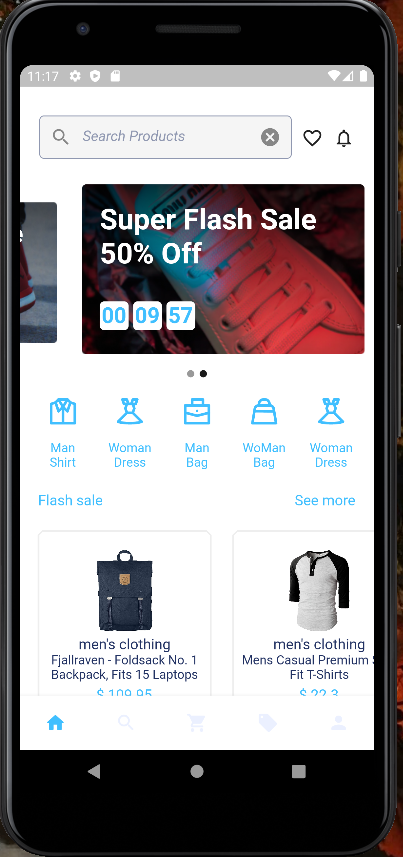 11:17
Search Products
e
Super Flash Sale
50% Off
00 09 57
Man Shirt
Woman Dress
Man Bag
WoMan Bag
Woman Dress
Flash sale
See more
men's clothing
Fjallraven - Foldsack No. 1
Backpack, Fits 15 Laptops
$ 109.95
men's clothing
Mens Casual Premium S
Fit T-Shirts
$ 22.3